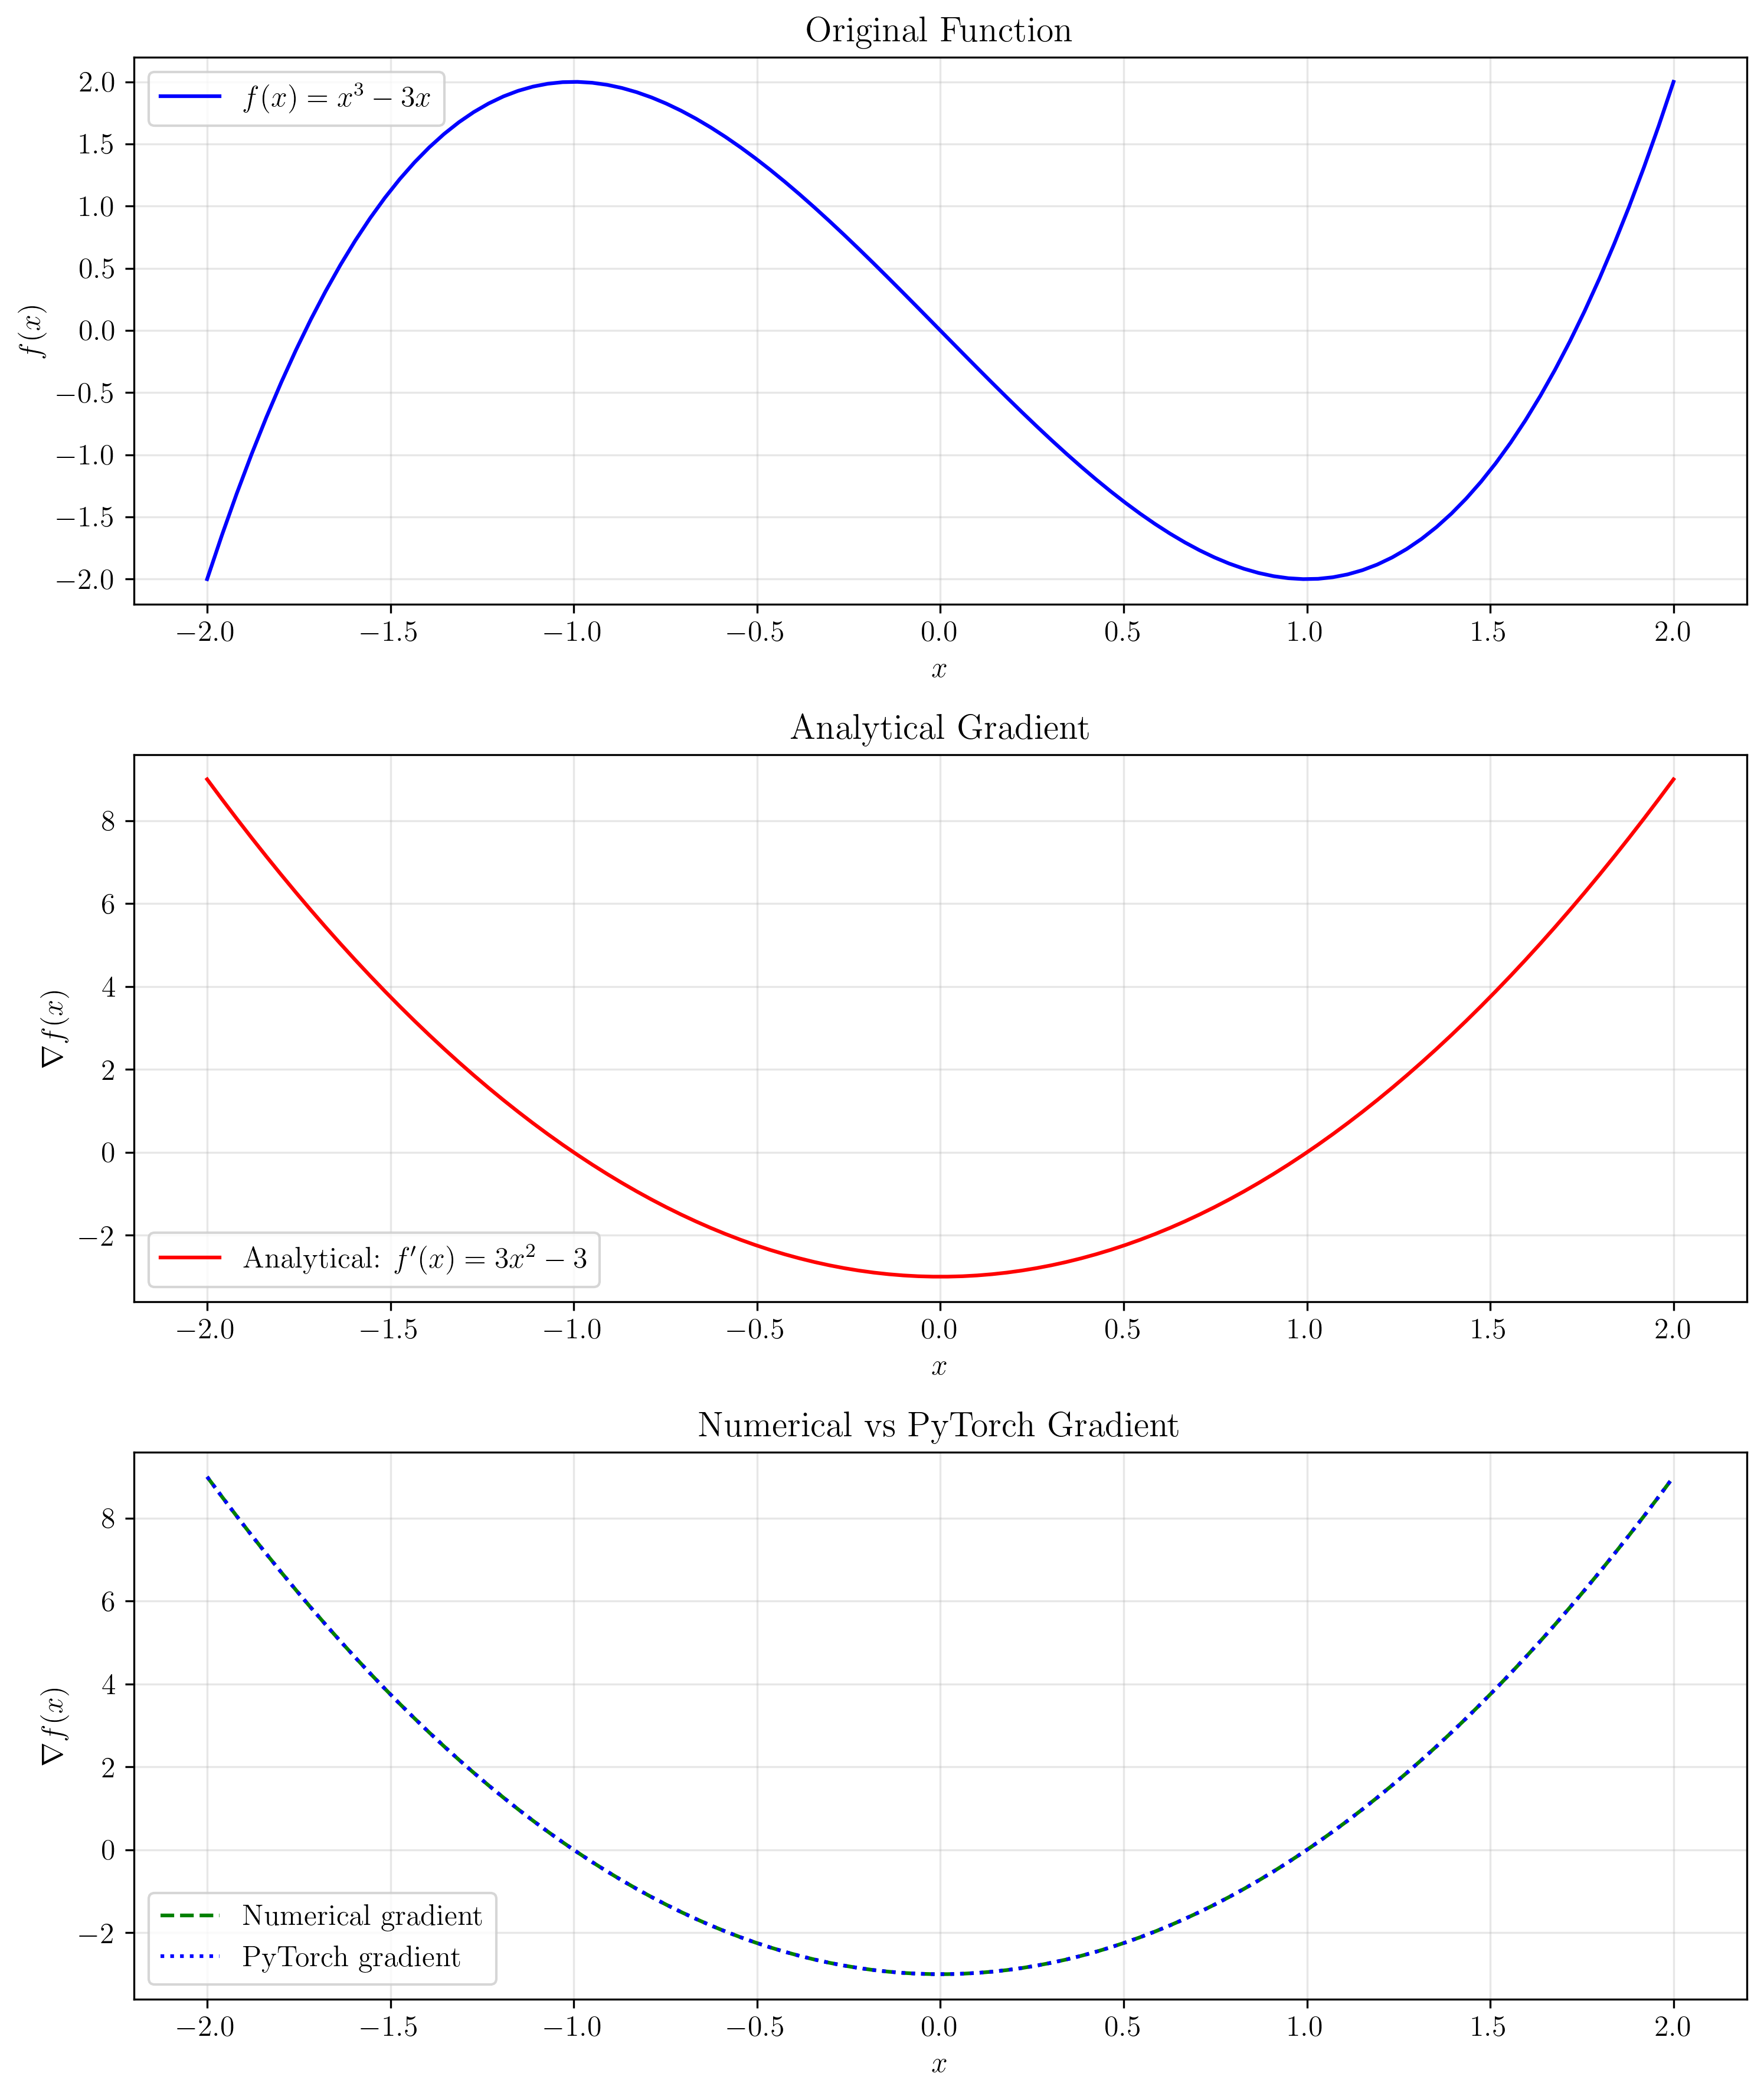 Original Function
f(x) = x³ − 3x
2.0
1.5
1.0
0.5
0.0
−0.5
−1.0
−1.5
−2.0
f(x)
−2.0 −1.5 −1.0 −0.5 0.0 0.5 1.0 1.5 2.0
x
Analytical Gradient
8
6
4
2
0
−2
∇f(x)
Analytical: f′(x) = 3x² − 3
−2.0 −1.5 −1.0 −0.5 0.0 0.5 1.0 1.5 2.0
x
Numerical vs PyTorch Gradient
8
6
4
2
0
−2
∇f(x)
Numerical gradient
PyTorch gradient
−2.0 −1.5 −1.0 −0.5 0.0 0.5 1.0 1.5 2.0
x